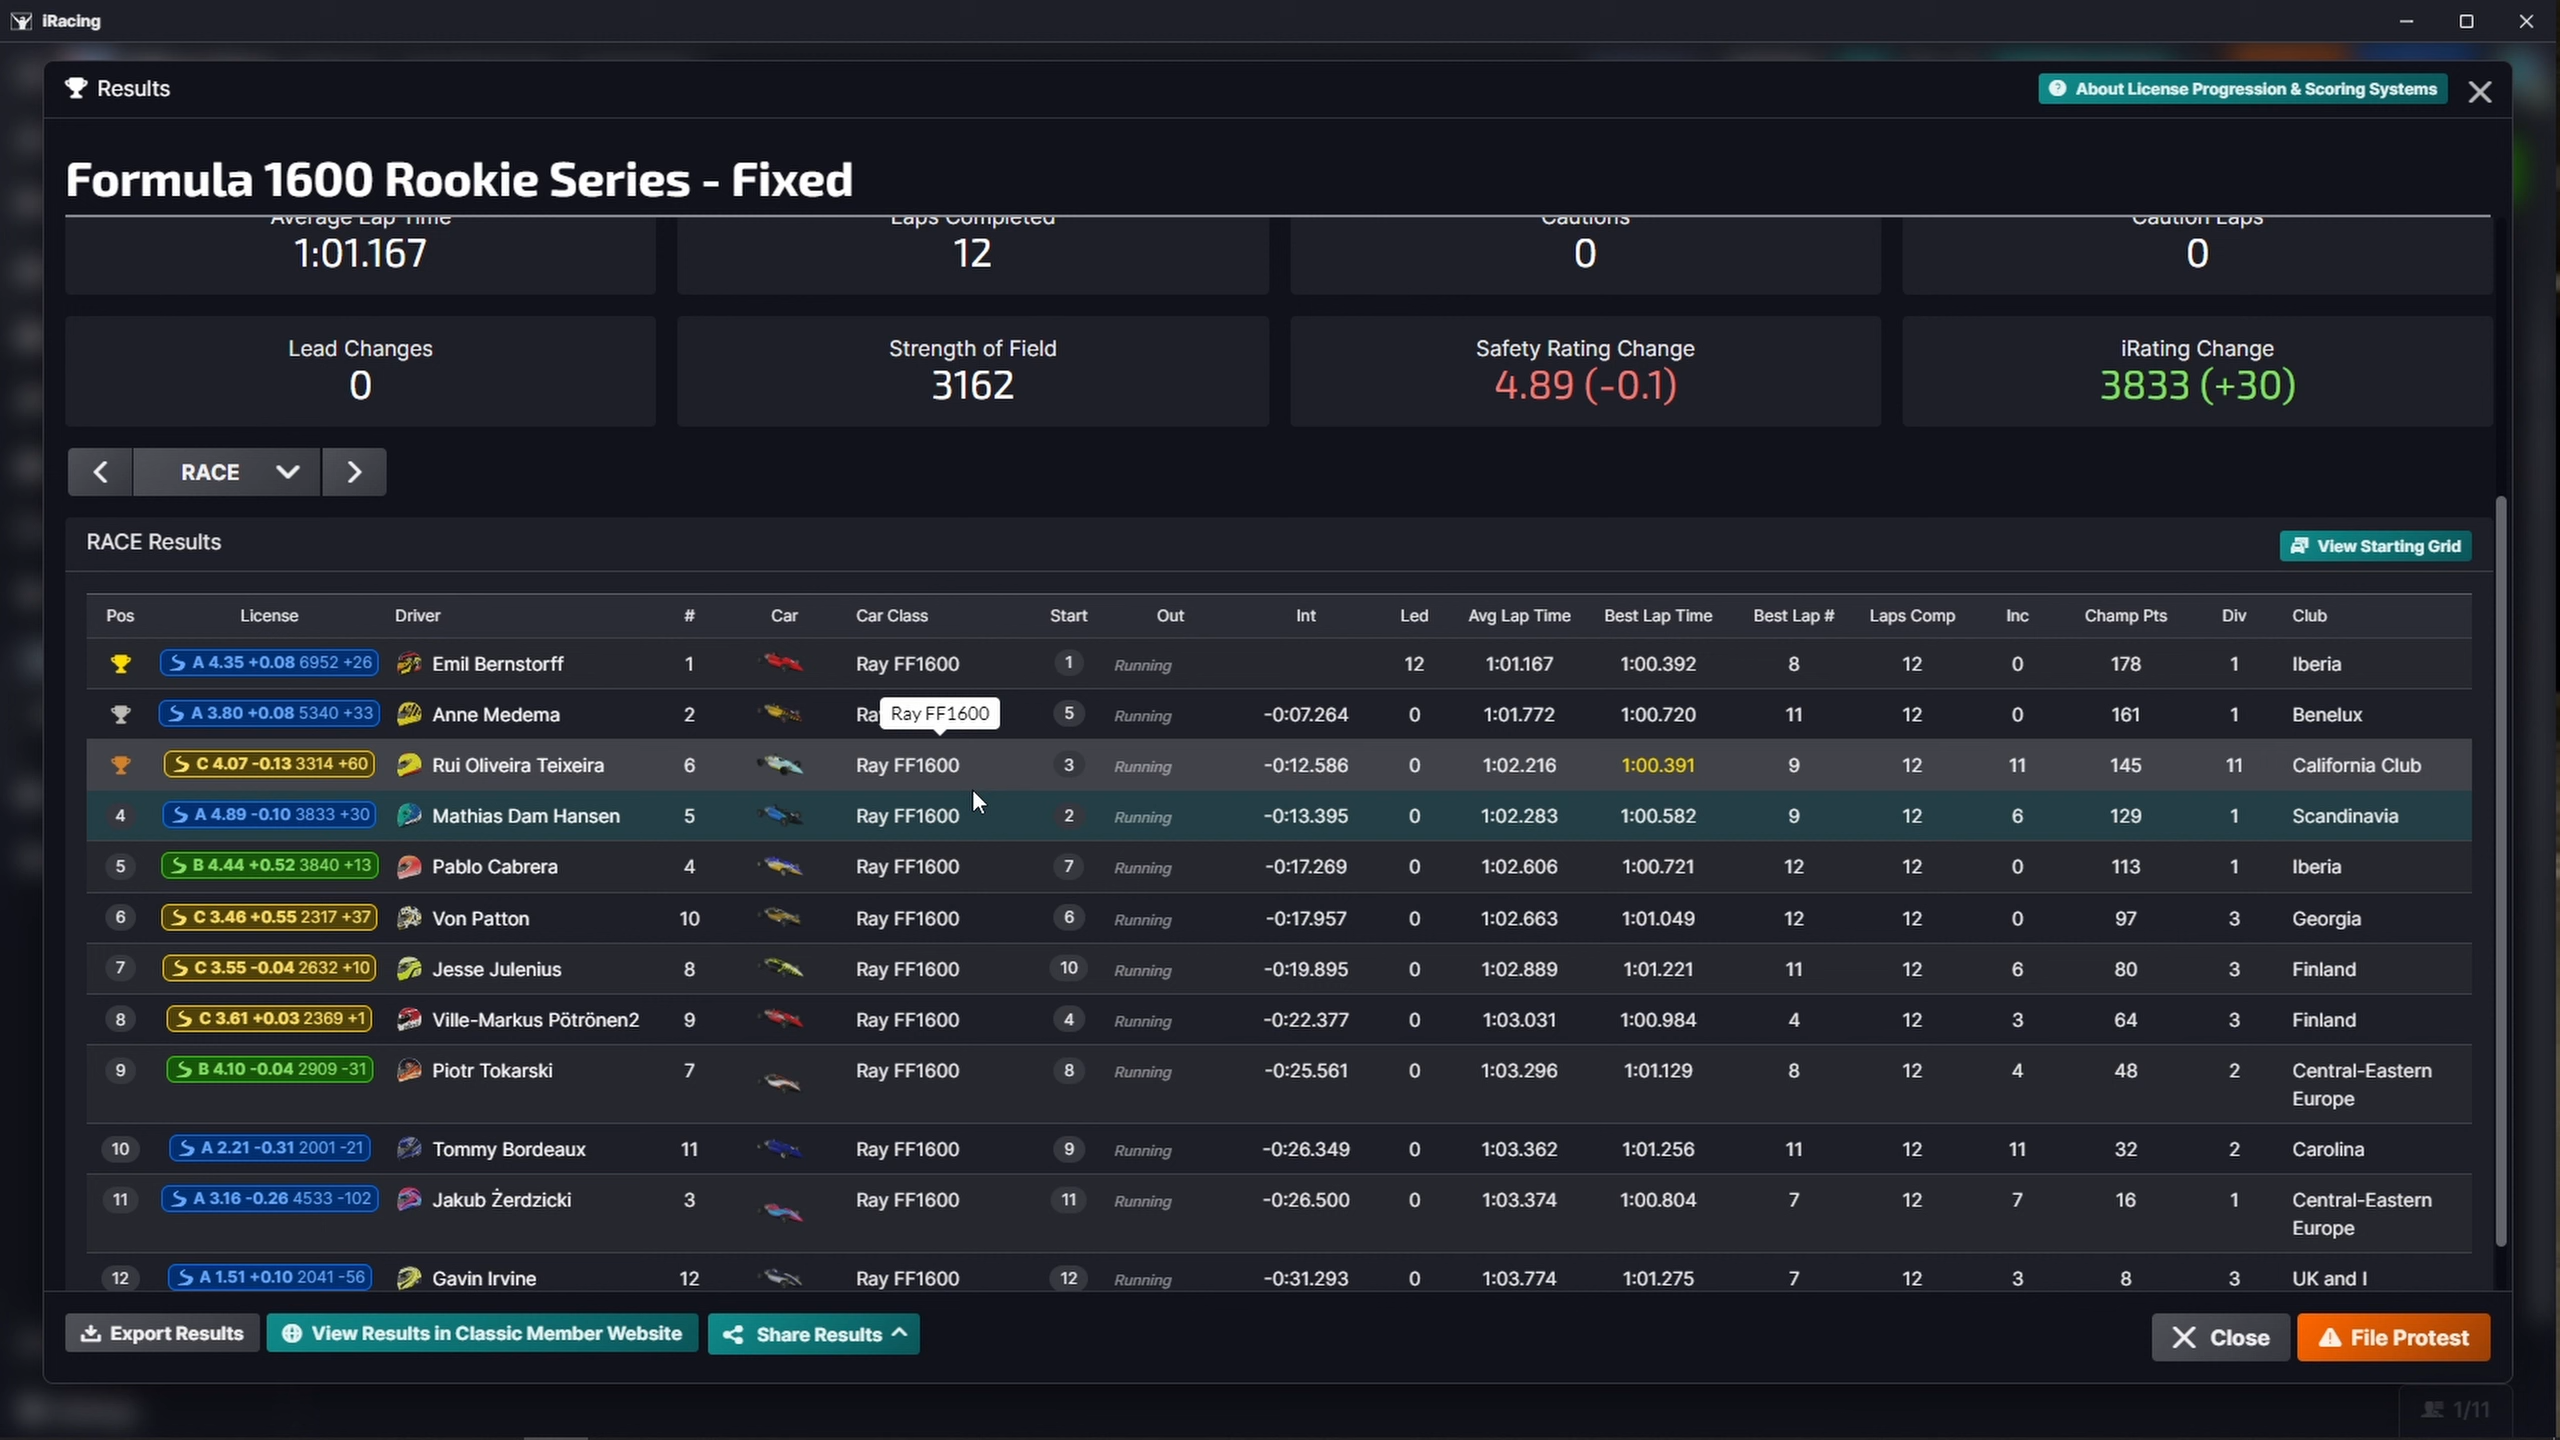 iRacing
Results
About License Progression & Scoring Systems
Formula 1600 Rookie Series - Fixed
Average Lap Time Laps Completed Cautions Caution Laps
1:01.167 12 0 0
Lead Changes Strength of Field Safety Rating Change iRating Change
0 3162 4.89 (-0.1) 3833 (+30)
RACE
RACE Results View Starting Grid
Pos License Driver # Car Car Class Start Out Int Led Avg Lap Time Best Lap Time Best Lap # Laps Comp Inc Champ Pts Div Club
A 4.35 +0.08 6952 +26 Emil Bernstorff 1 Ray FF1600 1 Running 12 1:01.167 1:00.392 8 12 0 178 1 Iberia
A 3.80 +0.08 5340 +33 Anne Medema 2 Ra Ray FF1600 5 Running -0:07.264 0 1:01.772 1:00.720 11 12 0 161 1 Benelux
C 4.07 -0.13 3314 +60 Rui Oliveira Teixeira 6 Ray FF1600 3 Running -0:12.586 0 1:02.216 1:00.391 9 12 11 145 11 California Club
4 A 4.89 -0.10 3833 +30 Mathias Dam Hansen 5 Ray FF1600 2 Running -0:13.395 0 1:02.283 1:00.582 9 12 6 129 1 Scandinavia
5 B 4.44 +0.52 3840 +13 Pablo Cabrera 4 Ray FF1600 7 Running -0:17.269 0 1:02.606 1:00.721 12 12 0 113 1 Iberia
6 C 3.46 +0.55 2317 +37 Von Patton 10 Ray FF1600 6 Running -0:17.957 0 1:02.663 1:01.049 12 12 0 97 3 Georgia
7 C 3.55 -0.04 2632 +10 Jesse Julenius 8 Ray FF1600 10 Running -0:19.895 0 1:02.889 1:01.221 11 12 6 80 3 Finland
8 C 3.61 +0.03 2369 +1 Ville-Markus Pötrönen2 9 Ray FF1600 4 Running -0:22.377 0 1:03.031 1:00.984 4 12 3 64 3 Finland
9 B 4.10 -0.04 2909 -31 Piotr Tokarski 7 Ray FF1600 8 Running -0:25.561 0 1:03.296 1:01.129 8 12 4 48 2 Central-Eastern
Europe
10 A 2.21 -0.31 2001 -21 Tommy Bordeaux 11 Ray FF1600 9 Running -0:26.349 0 1:03.362 1:01.256 11 12 11 32 2 Carolina
11 A 3.16 -0.26 4533 -102 Jakub Żerdzicki 3 Ray FF1600 11 Running -0:26.500 0 1:03.374 1:00.804 7 12 7 16 1 Central-Eastern
Europe
12 A 1.51 +0.10 2041 -56 Gavin Irvine 12 Ray FF1600 12 Running -0:31.293 0 1:03.774 1:01.275 7 12 3 8 3 UK and I
Export Results View Results in Classic Member Website Share Results Close File Protest
1/11